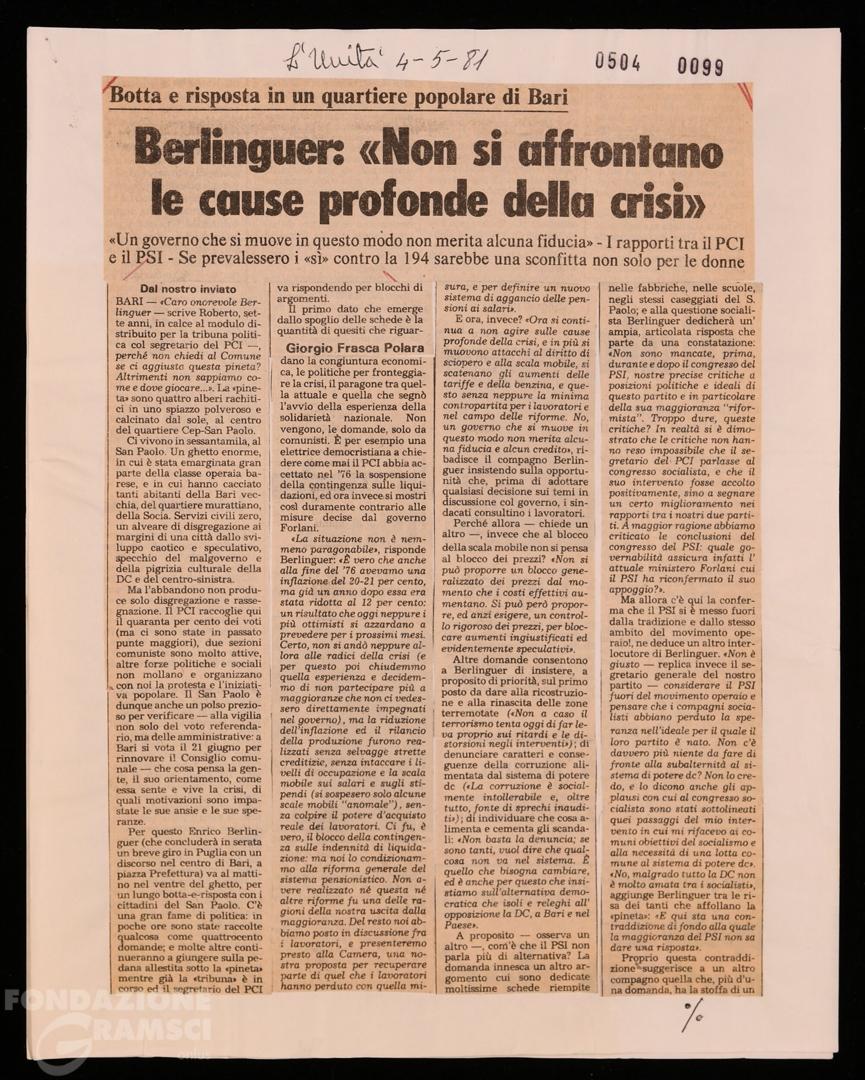 L'Unità 4-5-81
0504 0099
Botta e risposta in un quartiere popolare di Bari
Berlinguer: «Non si affrontano
le cause profonde della crisi»
«Un governo che si muove in questo modo non merita alcuna fiducia» - I rapporti tra il PCI
e il PSI - Se prevalessero i «sì» contro la 194 sarebbe una sconfitta non solo per le donne
Dal nostro inviato
BARI — «Caro onorevole Ber-
linguer — scrive Roberto, set-
te anni, in calce al modulo di-
stribuito per la tribuna politi-
ca col segretario del PCI —,
perché non chiedi al Comune
se ci aggiusta questa pineta?
Altrimenti non sappiamo co-
me e dove giocare...». La «pine-
ta» sono quattro alberi rachiti-
ci in uno spiazzo polveroso e
calcinato dal sole, al centro
del quartiere Cep-San Paolo.
Ci vivono in sessantamila, al
San Paolo. Un ghetto enorme,
in cui è stata emarginata gran
parte della classe operaia ba-
rese, e in cui hanno cacciato
tanti abitanti della Bari vec-
chia, del quartiere murattiano,
della Socia. Servizi civili zero,
un alveare di disgregazione ai
margini di una città dallo svi-
luppo caotico e speculativo,
specchio del malgoverno e
della pigrizia culturale della
DC e del centro-sinistra.
Ma l'abbandono non produ-
ce solo disgregazione e rasse-
gnazione. Il PCI raccoglie qui
il quaranta per cento dei voti
(ma ci sono state in passato
punte maggiori), due sezioni
comuniste sono molto attive,
altre forze politiche e sociali
non mollano e organizzano
con noi la protesta e l'iniziati-
va popolare. Il San Paolo è
dunque anche un polso prezio-
so per verificare — alla vigilia
non solo del voto referenda-
rio, ma delle amministrative: a
Bari si vota il 21 giugno per
rinnovare il Consiglio comu-
nale — che cosa pensa la gen-
te, il suo orientamento, come
essa sente e vive la crisi, di
quali motivazioni sono impa-
state le sue ansie e le sue spe-
ranze.
Per questo Enrico Berlin-
guer (che concluderà in serata
un breve giro in Puglia con un
discorso nel centro di Bari, a
piazza Prefettura) va al matti-
no nel ventre del ghetto, per
un lungo botta-e-risposta con i
cittadini del San Paolo. C'è
una gran fame di politica: in
poche ore sono state raccolte
qualcosa come quattrocento
domande; e molte altre conti-
nueranno a giungere sulla pe-
dana allestita sotto la «pineta»
mentre già la «tribuna» è in
corso ed il segretario del PCI
va rispondendo per blocchi di
argomenti.
Il primo dato che emerge
dallo spoglio delle schede è la
quantità di quesiti che riguar-
Giorgio Frasca Polara
dano la congiuntura economi-
ca, le politiche per fronteggia-
re la crisi, il paragone tra quel-
la attuale e quella che segnò
l'avvio della esperienza della
solidarietà nazionale. Non
vengono, le domande, solo da
comunisti. È per esempio una
elettrice democristiana a chie-
dere come mai il PCI abbia ac-
cettato nel '76 la sospensione
della contingenza sulle liqui-
dazioni, ed ora invece si mostri
così duramente contrario alle
misure decise dal governo
Forlani.
«La situazione non è nem-
meno paragonabile», risponde
Berlinguer: «È vero che anche
alla fine del '76 avevamo una
inflazione del 20-21 per cento,
ma già un anno dopo essa era
stata ridotta al 12 per cento:
un risultato che oggi neppure i
più ottimisti si azzardano a
prevedere per i prossimi mesi.
Certo, non si andò neppure al-
lora alle radici della crisi (e
per questo poi chiudemmo
quella esperienza e decidem-
mo di non partecipare più a
maggioranze che non ci vedes-
sero direttamente impegnati
nel governo), ma la riduzione
dell'inflazione ed il rilancio
della produzione furono rea-
lizzati senza selvagge strette
creditizie, senza intaccare i li-
velli di occupazione e la scala
mobile sui salari e sugli sti-
pendi (si sospesero solo alcune
scale mobili "anomale"), sen-
za colpire il potere d'acquisto
reale dei lavoratori. Ci fu, è
vero, il blocco della contingen-
za sulle indennità di liquida-
zione: ma noi lo condizionam-
mo alla riforma generale del
sistema pensionistico. Non a-
vere realizzato né questa né
altre riforme fu una delle ra-
gioni della nostra uscita dalla
maggioranza. Del resto noi ab-
biamo posto in discussione fra
i lavoratori, e presenteremo
presto alla Camera, una no-
stra proposta per recuperare
parte di quel che i lavoratori
hanno perduto con quella mi-
sura, e per definire un nuovo
sistema di aggancio delle pen-
sioni ai salari».
E ora, invece? «Ora si conti-
nua a non agire sulle cause
profonde della crisi, e in più si
muovono attacchi al diritto di
sciopero e alla scala mobile, si
scatenano gli aumenti delle
tariffe e della benzina, e que-
sto senza neppure la minima
contropartita per i lavoratori e
nel campo delle riforme. No,
un governo che si muove in
questo modo non merita alcu-
na fiducia e alcun credito», ri-
badisce il compagno Berlin-
guer insistendo sulla opportu-
nità che, prima di adottare
qualsiasi decisione sui temi in
discussione col governo, i sin-
dacati consultino i lavoratori.
Perché allora — chiede un
altro —, invece che al blocco
della scala mobile non si pensa
al blocco dei prezzi? «Non si
può proporre un blocco gene-
ralizzato dei prezzi dal mo-
mento che i costi effettivi au-
mentano. Si può però propor-
re, ed anzi esigere, un control-
lo rigoroso dei prezzi, per bloc-
care aumenti ingiustificati ed
evidentemente speculativi».
Altre domande consentono
a Berlinguer di insistere, a
proposito di priorità, sul primo
posto da dare alla ricostruzio-
ne e alla rinascita delle zone
terremotate («Non a caso il
terrorismo tenta oggi di far le-
va proprio sui ritardi e le di-
storsioni negli interventi»); di
denunciare caratteri e conse-
guenze della corruzione ali-
mentata dal sistema di potere
dc («La corruzione è social-
mente intollerabile e, oltre
tutto, fonte di sprechi inaudi-
ti»); di individuare che cosa a-
limenta e cementa gli scanda-
li: «Non basta la denuncia; se
sono tanti, vuol dire che qual-
cosa non va nel sistema. È
quello che bisogna cambiare,
ed è anche per questo che insi-
stiamo sull'alternativa demo-
cratica che isoli e releghi all'
opposizione la DC, a Bari e nel
Paese».
A proposito — osserva un
altro —, com'è che il PSI non
parla più di alternativa? La
domanda innesca un altro ar-
gomento cui sono dedicate
moltissime schede riempite
nelle fabbriche, nelle scuole,
negli stessi caseggiati del S.
Paolo; e alla questione sociali-
sta Berlinguer dedicherà un'
ampia, articolata risposta che
parte da una constatazione:
«Non sono mancate, prima,
durante e dopo il congresso del
PSI, nostre precise critiche a
posizioni politiche e ideali di
questo partito e in particolare
della sua maggioranza "rifor-
mista". Troppo dure, queste
critiche? In realtà si è dimo-
strato che le critiche non han-
no reso impossibile che il se-
gretario del PCI parlasse al
congresso socialista, e che il
suo intervento fosse accolto
positivamente, sino a segnare
un certo miglioramento nei
rapporti tra i nostri due parti-
ti. A maggior ragione abbiamo
criticato le conclusioni del
congresso del PSI: quale go-
vernabilità assicura infatti l'
attuale ministero Forlani cui
il PSI ha riconfermato il suo
appoggio?».
Ma allora c'è qui la confer-
ma che il PSI si è messo fuori
dalla tradizione e dallo stesso
ambito del movimento ope-
raio!, ne deduce un altro inter-
locutore di Berlinguer. «Non è
giusto — replica invece il se-
gretario generale del nostro
partito — considerare il PSI
fuori del movimento operaio e
pensare che i compagni socia-
listi abbiano perduto la spe-
ranza nell'ideale per il quale il
loro partito è nato. Non c'è
davvero più niente da fare di
fronte alla subalternità al si-
stema di potere dc? Non lo cre-
do, e lo dicono anche gli ap-
plausi con cui al congresso so-
cialista sono stati sottolineati
quei passaggi del mio inter-
vento in cui mi rifacevo ai co-
muni obiettivi del socialismo e
alla necessità di una lotta co-
mune al sistema di potere dc».
«No, malgrado tutto la DC non
è molto amata tra i socialisti»,
aggiunge Berlinguer tra le ri-
sa dei tanti che affollano la
«pineta»: «E qui sta una con-
traddizione di fondo alla quale
la maggioranza del PSI non sa
dare una risposta».
Proprio questa contraddi-
zione suggerisce a un altro
compagno quella che, più d'u-
na domanda, ha la stoffa di un
%
FONDAZIONE
GRAMSCI
onlus